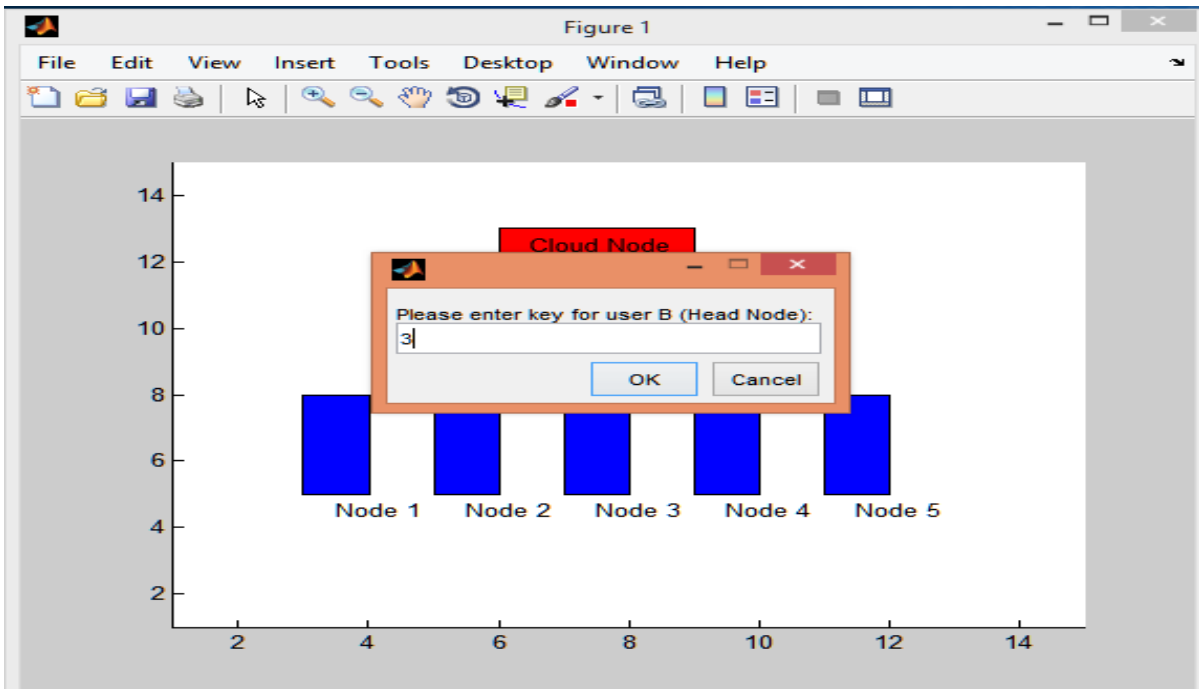 Figure 1
File Edit View Insert Tools Desktop Window Help
14
Cloud Node
12
Please enter key for user B (Head Node):
10
3
OK Cancel
8
6
Node 1 Node 2 Node 3 Node 4 Node 5
4
2
2 4 6 8 10 12 14